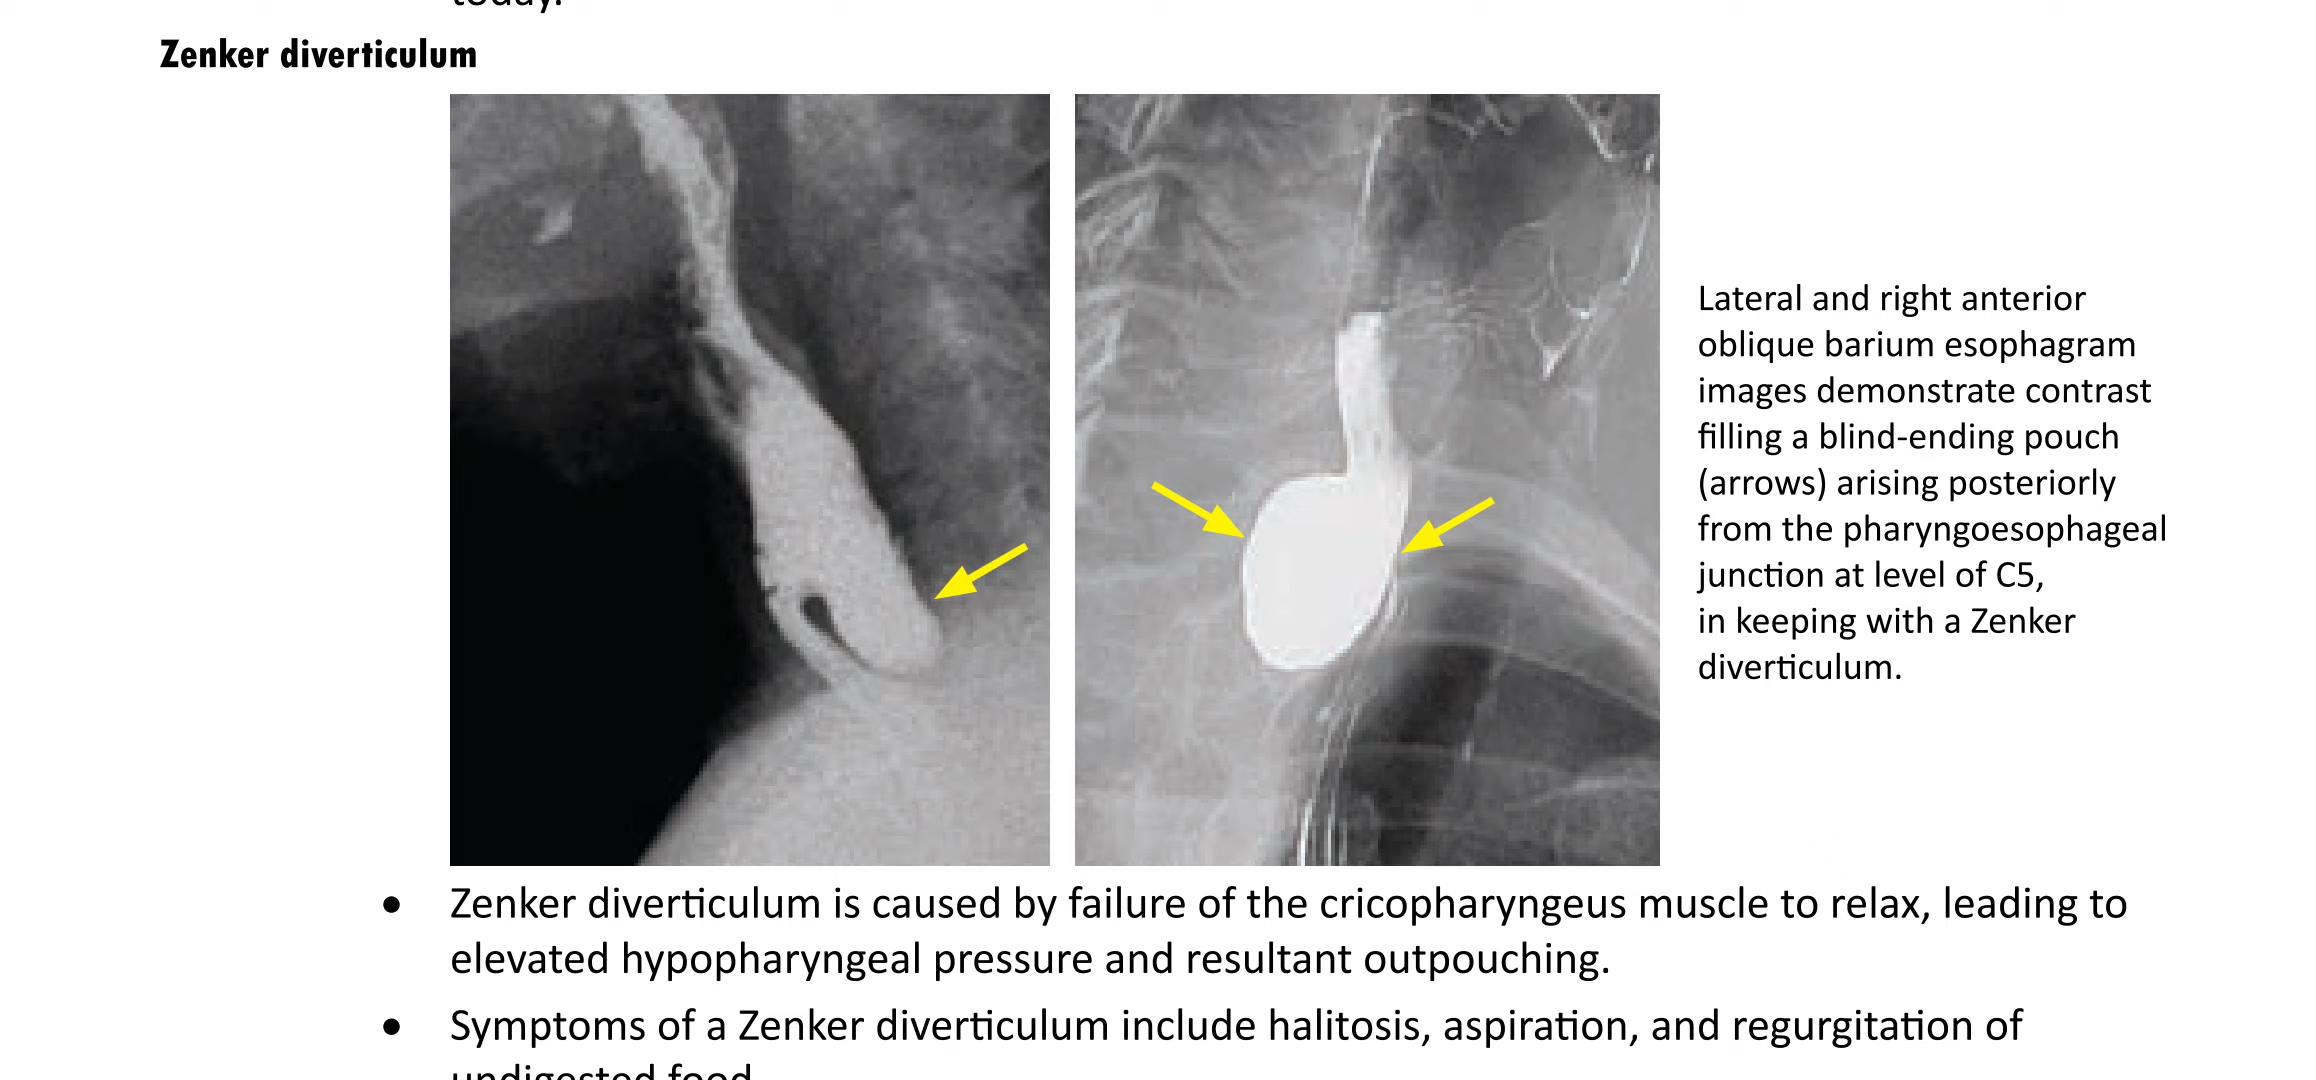 today.
Zenker diverticulum
Lateral and right anterior
oblique barium esophagram
images demonstrate contrast
filling a blind-ending pouch
(arrows) arising posteriorly
from the pharyngoesophageal
junction at level of C5,
in keeping with a Zenker
diverticulum.
• Zenker diverticulum is caused by failure of the cricopharyngeus muscle to relax, leading to
elevated hypopharyngeal pressure and resultant outpouching.
• Symptoms of a Zenker diverticulum include halitosis, aspiration, and regurgitation of
undigested food